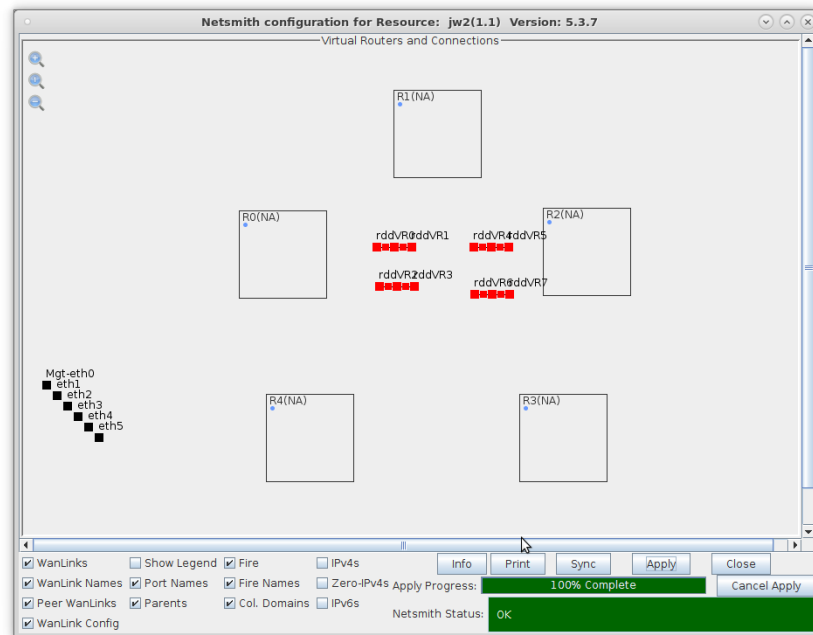 Netsmith configuration for Resource: jw2(1.1) Version: 5.3.7
Virtual Routers and Connections
R1(NA)
R0(NA)
R2(NA)
rddVR0 rddVR1
rddVR4 rddVR5
rddVR2 rddVR3
rddVR6 rddVR7
Mgt-eth0
eth1
eth2
eth3
eth4
eth5
R4(NA)
R3(NA)
WanLinks Show Legend Fire IPv4s Info Print Sync Apply Close
WanLink Names Port Names Fire Names Zero-IPv4s Apply Progress: 100% Complete Cancel Apply
Peer WanLinks Parents Col. Domains IPv6s
Netsmith Status: OK
WanLink Config